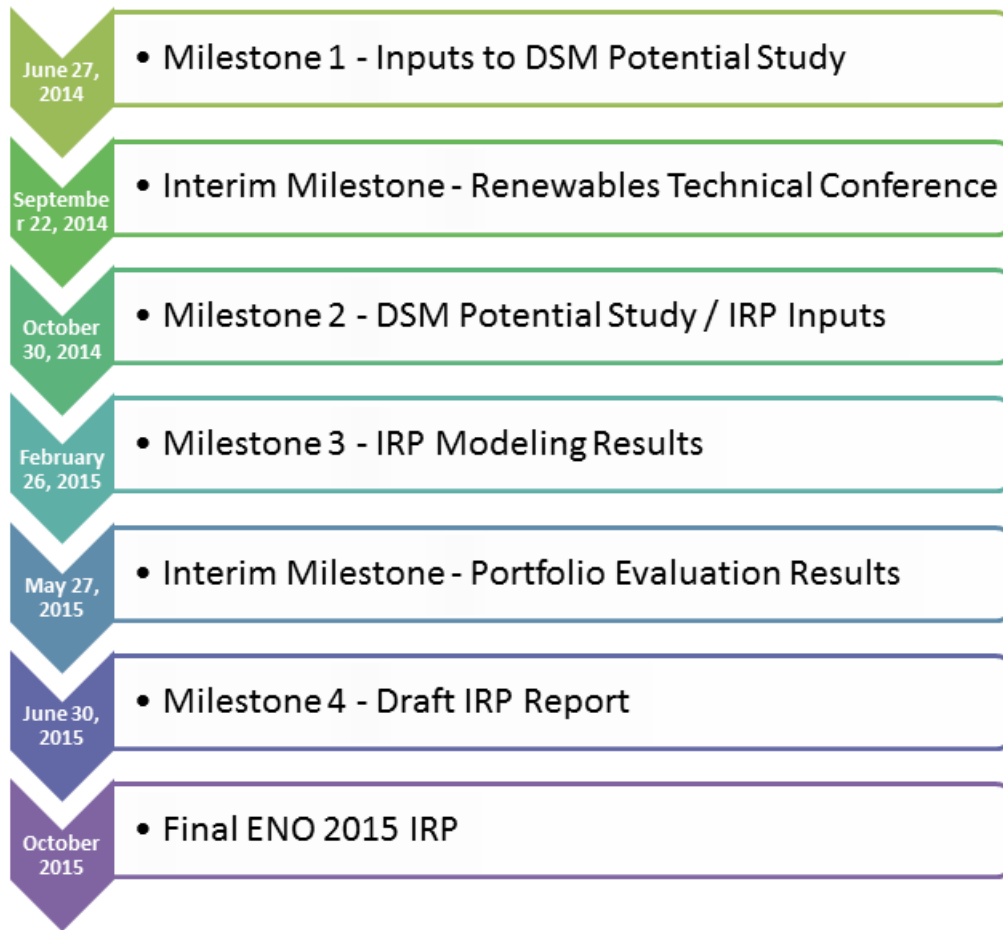 June 27,
2014
• Milestone 1 - Inputs to DSM Potential Study
Septembe
r 22, 2014
• Interim Milestone - Renewables Technical Conference
October
30, 2014
• Milestone 2 - DSM Potential Study / IRP Inputs
February
26, 2015
• Milestone 3 - IRP Modeling Results
May 27,
2015
• Interim Milestone - Portfolio Evaluation Results
June 30,
2015
• Milestone 4 - Draft IRP Report
October
2015
• Final ENO 2015 IRP